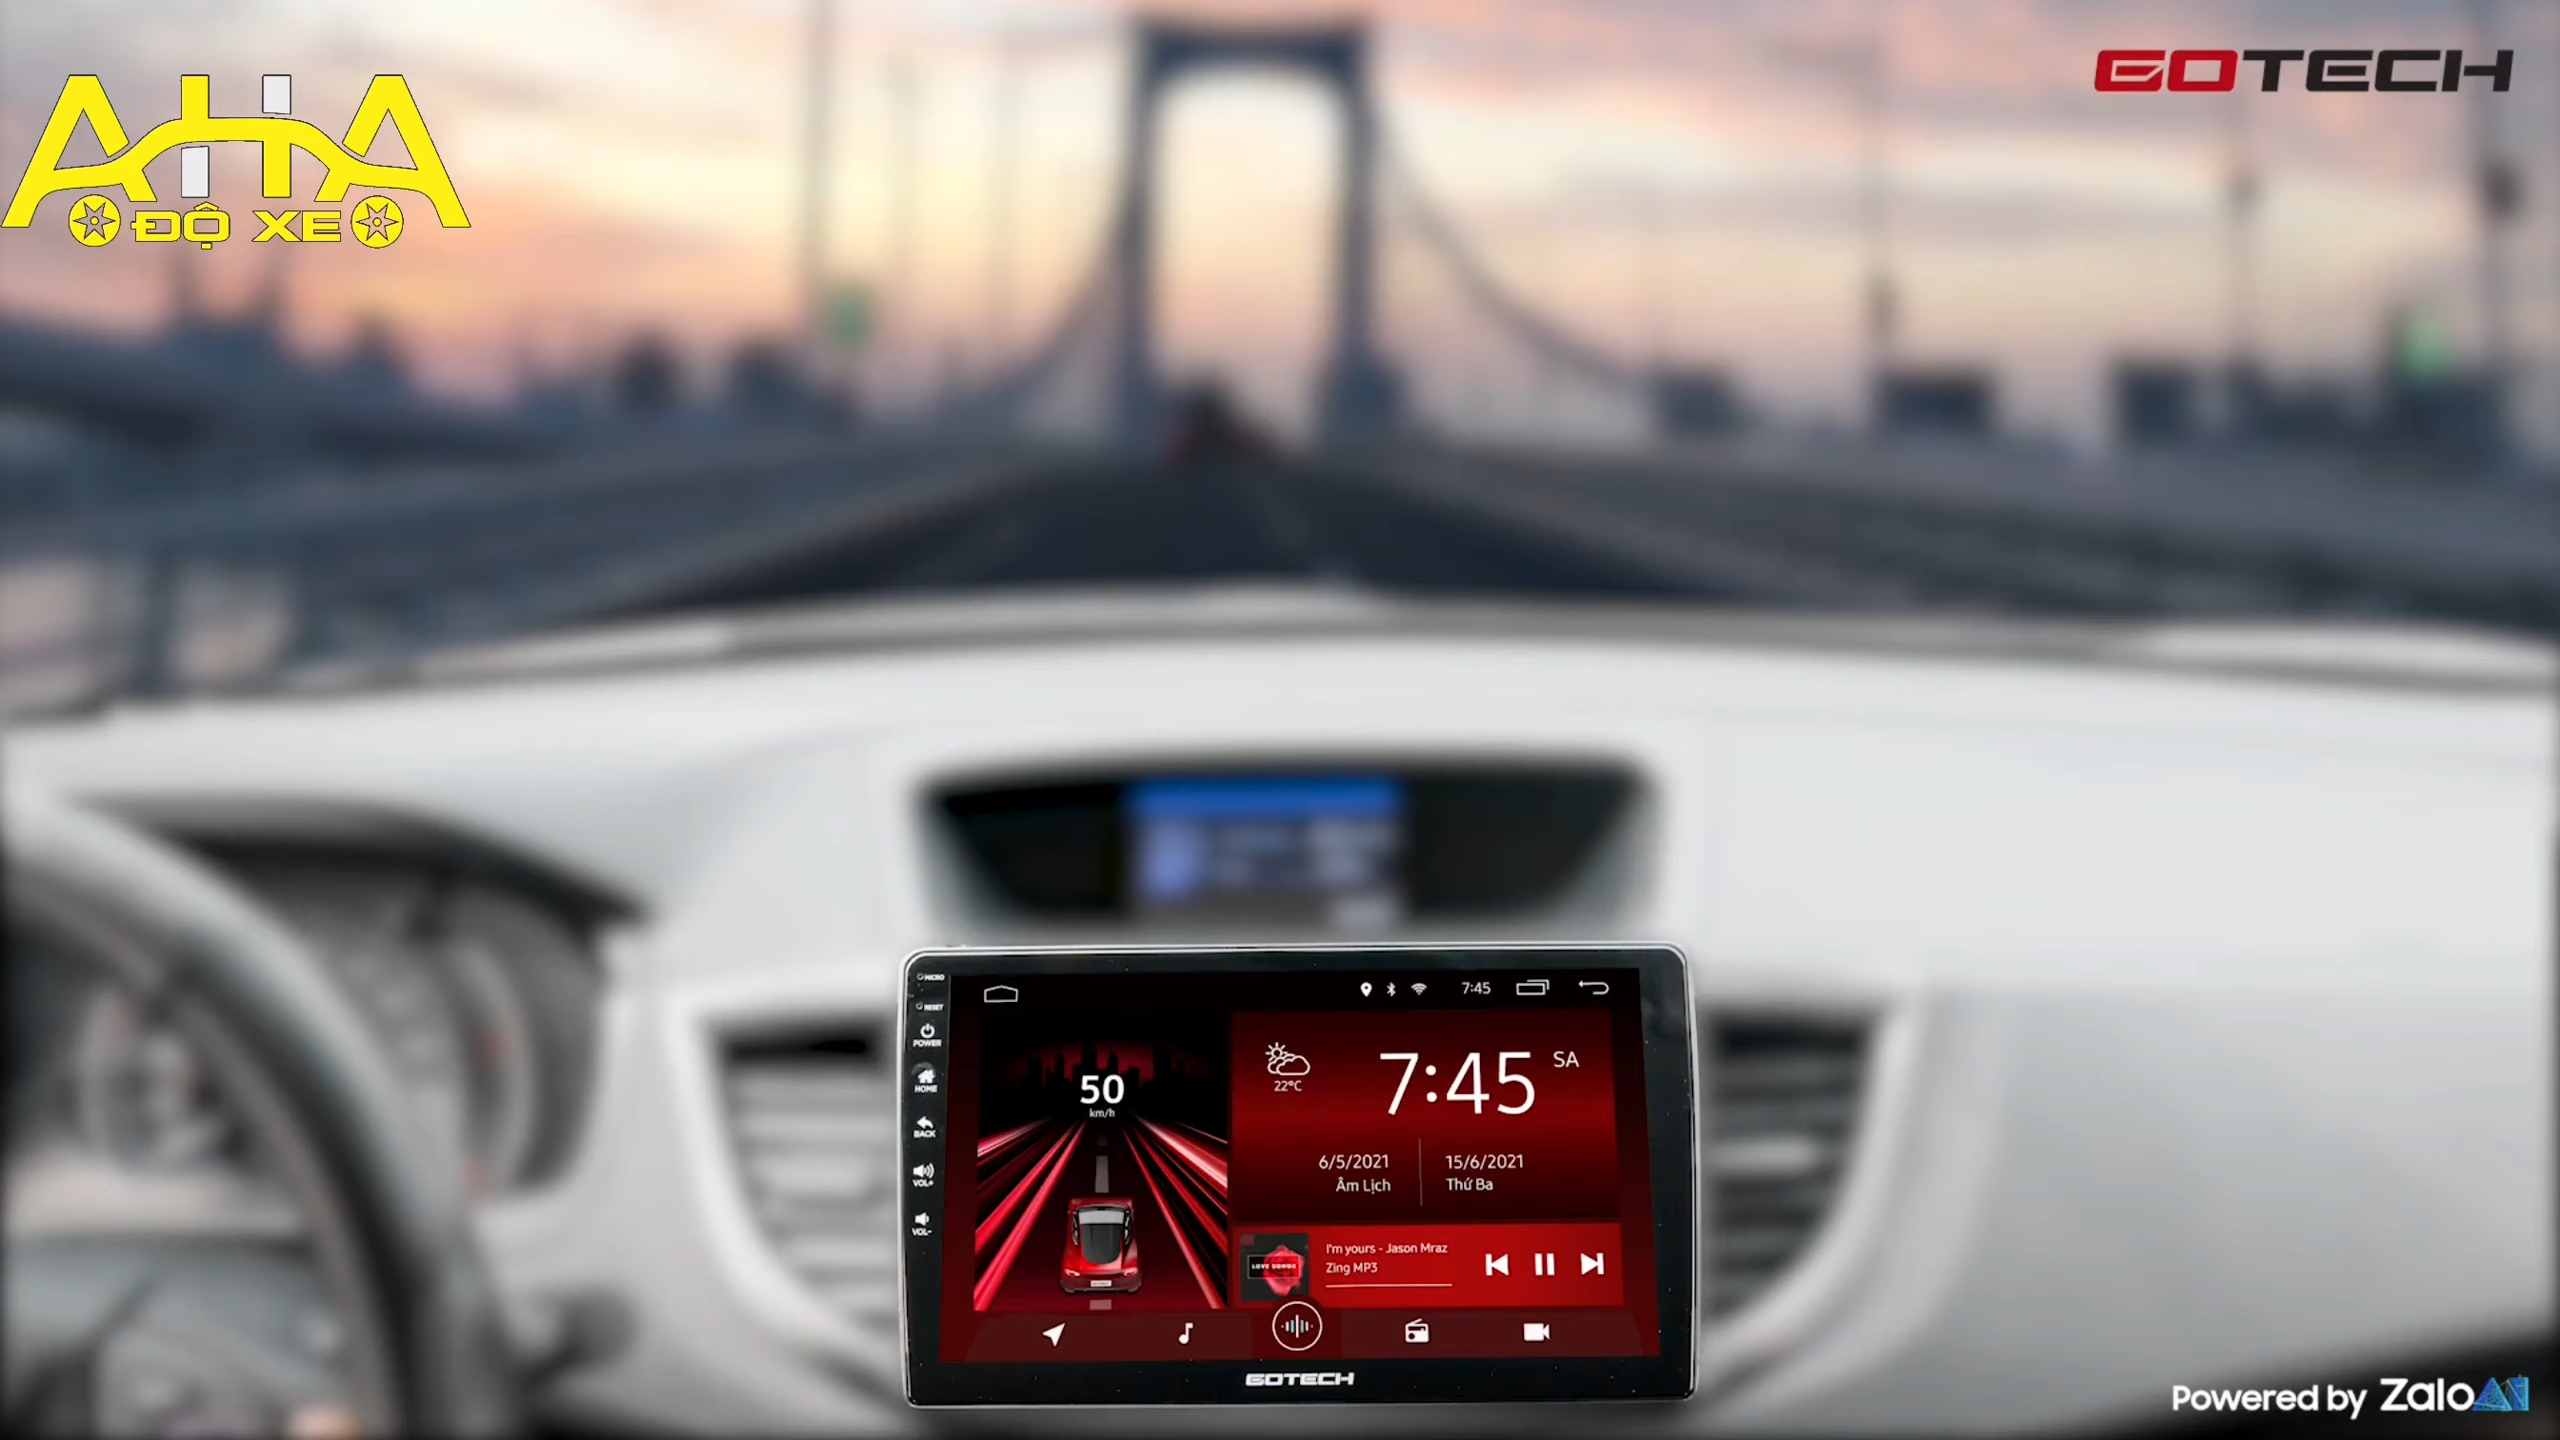 AHA
ĐỘ XE
GOTECH
MICRO
RESET
POWER
HOME
BACK
VOL+
VOL-
7:45
50
km/h
22°C
7:45 SA
6/5/2021
Âm Lịch
15/6/2021
Thứ Ba
LOVE SONGS
I'm yours - Jason Mraz
Zing MP3
GOTECH
Powered by Zalo AI